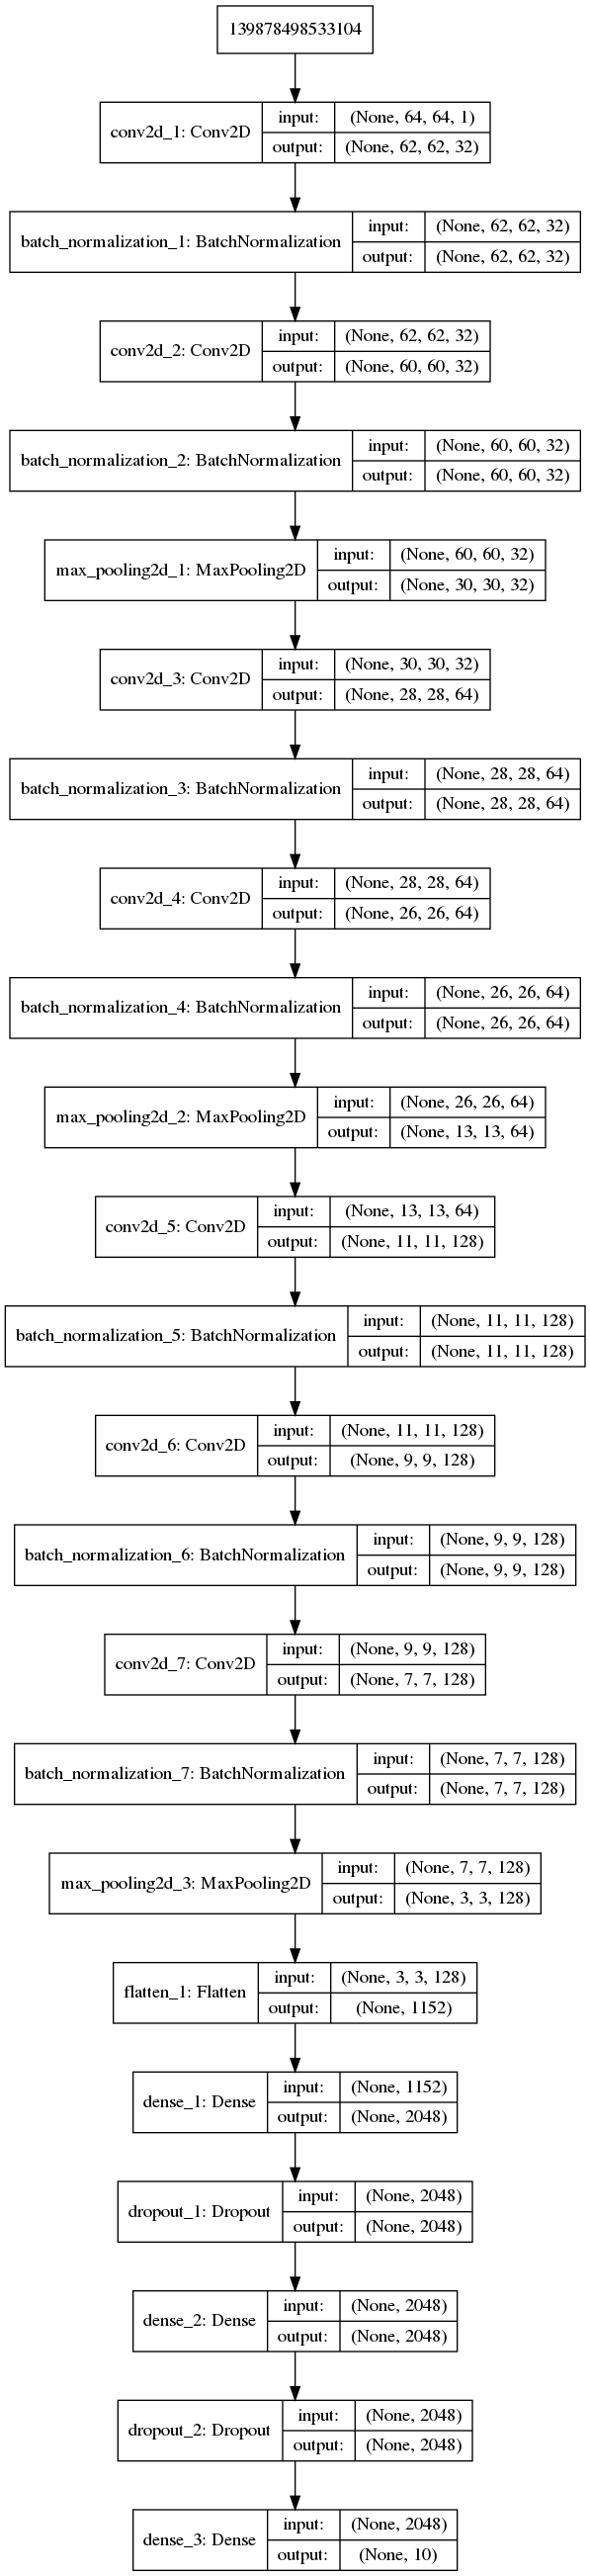 139878498533104
conv2d_1: Conv2D
input: (None, 64, 64, 1)
output: (None, 62, 62, 32)
batch_normalization_1: BatchNormalization
input: (None, 62, 62, 32)
output: (None, 62, 62, 32)
conv2d_2: Conv2D
input: (None, 62, 62, 32)
output: (None, 60, 60, 32)
batch_normalization_2: BatchNormalization
input: (None, 60, 60, 32)
output: (None, 60, 60, 32)
max_pooling2d_1: MaxPooling2D
input: (None, 60, 60, 32)
output: (None, 30, 30, 32)
conv2d_3: Conv2D
input: (None, 30, 30, 32)
output: (None, 28, 28, 64)
batch_normalization_3: BatchNormalization
input: (None, 28, 28, 64)
output: (None, 28, 28, 64)
conv2d_4: Conv2D
input: (None, 28, 28, 64)
output: (None, 26, 26, 64)
batch_normalization_4: BatchNormalization
input: (None, 26, 26, 64)
output: (None, 26, 26, 64)
max_pooling2d_2: MaxPooling2D
input: (None, 26, 26, 64)
output: (None, 13, 13, 64)
conv2d_5: Conv2D
input: (None, 13, 13, 64)
output: (None, 11, 11, 128)
batch_normalization_5: BatchNormalization
input: (None, 11, 11, 128)
output: (None, 11, 11, 128)
conv2d_6: Conv2D
input: (None, 11, 11, 128)
output: (None, 9, 9, 128)
batch_normalization_6: BatchNormalization
input: (None, 9, 9, 128)
output: (None, 9, 9, 128)
conv2d_7: Conv2D
input: (None, 9, 9, 128)
output: (None, 7, 7, 128)
batch_normalization_7: BatchNormalization
input: (None, 7, 7, 128)
output: (None, 7, 7, 128)
max_pooling2d_3: MaxPooling2D
input: (None, 7, 7, 128)
output: (None, 3, 3, 128)
flatten_1: Flatten
input: (None, 3, 3, 128)
output: (None, 1152)
dense_1: Dense
input: (None, 1152)
output: (None, 2048)
dropout_1: Dropout
input: (None, 2048)
output: (None, 2048)
dense_2: Dense
input: (None, 2048)
output: (None, 2048)
dropout_2: Dropout
input: (None, 2048)
output: (None, 2048)
dense_3: Dense
input: (None, 2048)
output: (None, 10)